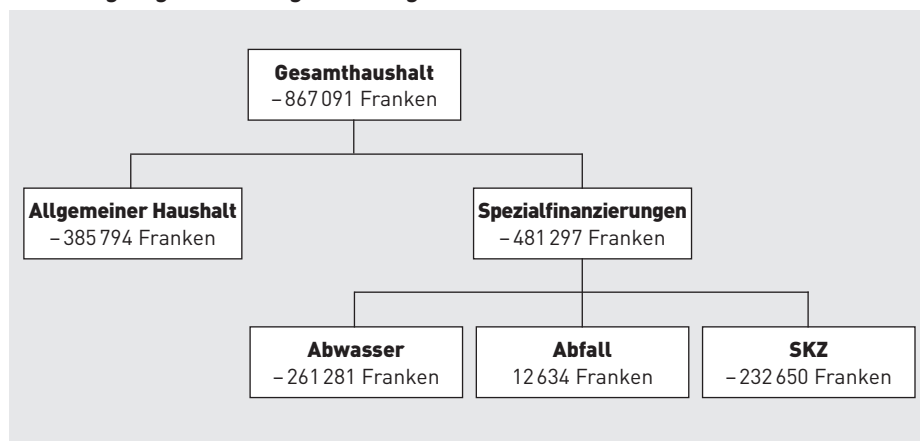 Gesamthaushalt
– 867 091 Franken
Allgemeiner Haushalt
– 385 794 Franken
Spezialfinanzierungen
– 481 297 Franken
Abwasser
– 261 281 Franken
Abfall
12 634 Franken
SKZ
– 232 650 Franken